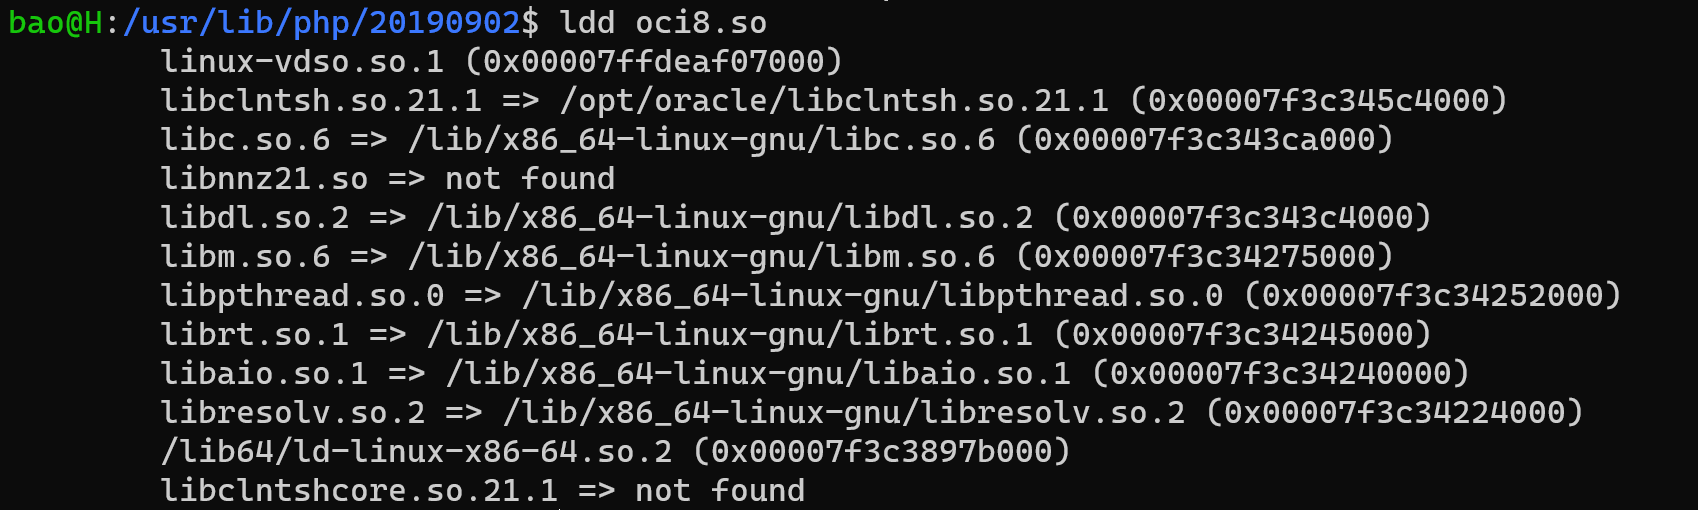 bao@H:/usr/lib/php/20190902$ ldd oci8.so
linux-vdso.so.1 (0x00007ffdeaf07000)
libclntsh.so.21.1 => /opt/oracle/libclntsh.so.21.1 (0x00007f3c345c4000)
libc.so.6 => /lib/x86_64-linux-gnu/libc.so.6 (0x00007f3c343ca000)
libnnz21.so => not found
libdl.so.2 => /lib/x86_64-linux-gnu/libdl.so.2 (0x00007f3c343c4000)
libm.so.6 => /lib/x86_64-linux-gnu/libm.so.6 (0x00007f3c34275000)
libpthread.so.0 => /lib/x86_64-linux-gnu/libpthread.so.0 (0x00007f3c34252000)
librt.so.1 => /lib/x86_64-linux-gnu/librt.so.1 (0x00007f3c34245000)
libaio.so.1 => /lib/x86_64-linux-gnu/libaio.so.1 (0x00007f3c34240000)
libresolv.so.2 => /lib/x86_64-linux-gnu/libresolv.so.2 (0x00007f3c34224000)
/lib64/ld-linux-x86-64.so.2 (0x00007f3c3897b000)
libclntshcore.so.21.1 => not found